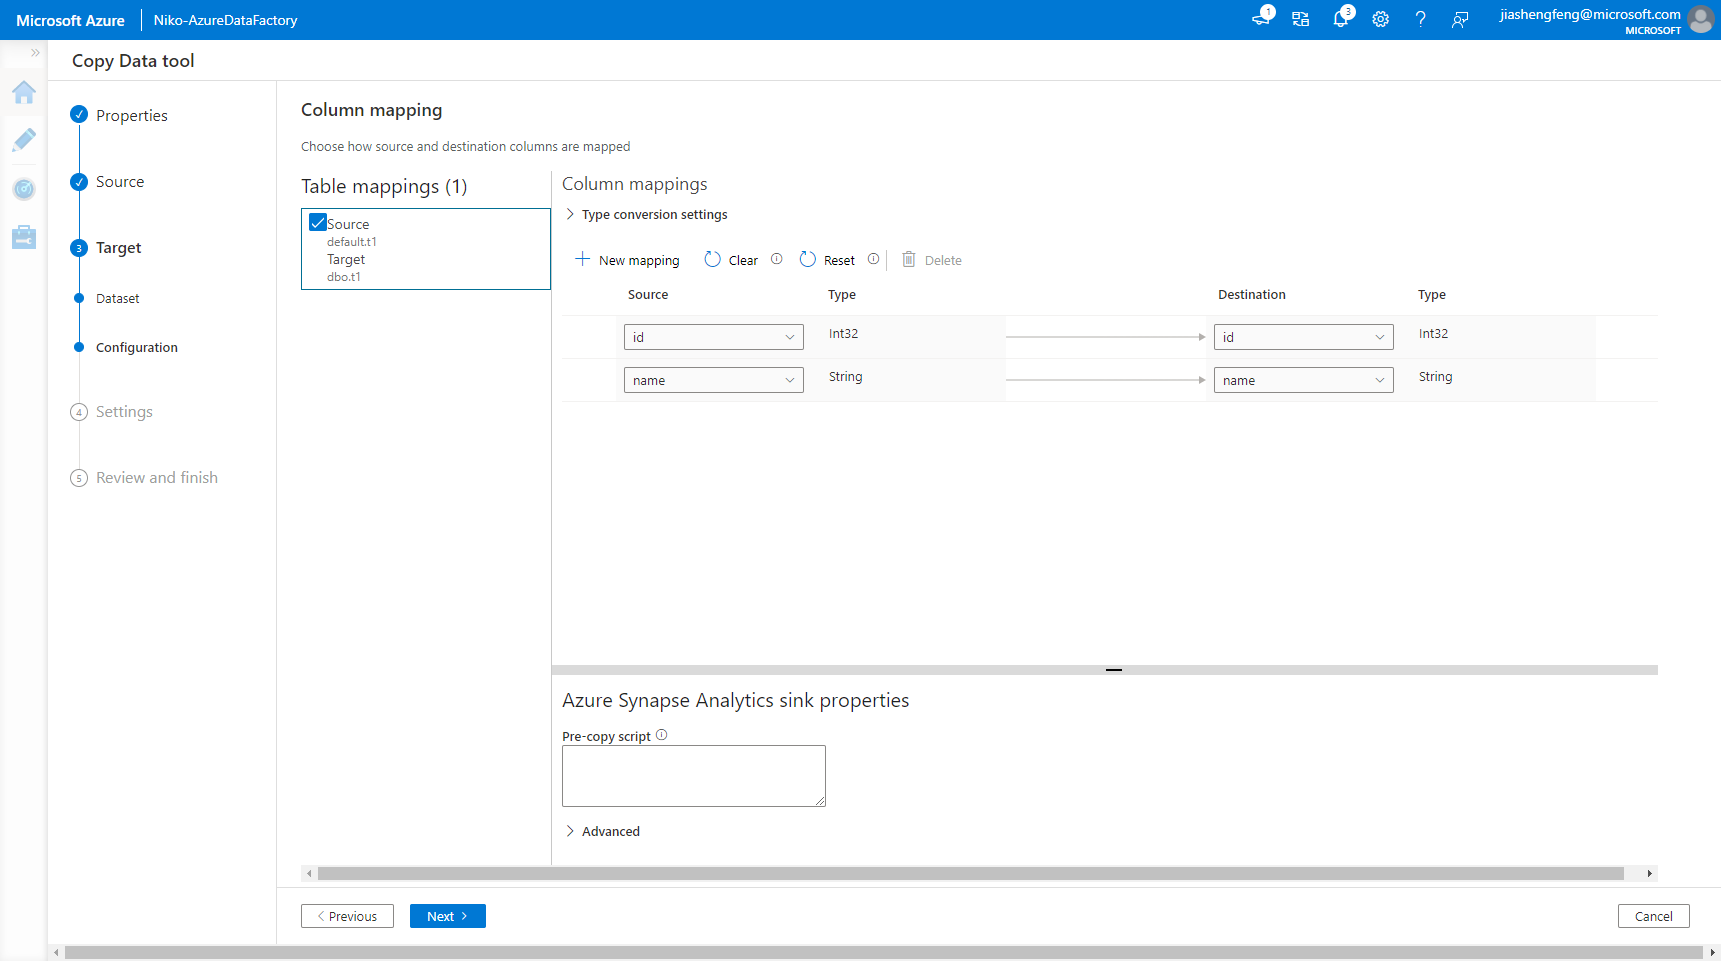 Microsoft Azure
Niko-AzureDataFactory
1
3
jiashengfeng@microsoft.com
MICROSOFT
Copy Data tool
Properties
Source
3 Target
Dataset
Configuration
4 Settings
5 Review and finish
Column mapping
Choose how source and destination columns are mapped
Table mappings (1)
Source
default.t1
Target
dbo.t1
Column mappings
Type conversion settings
New mapping Clear Reset Delete
Source Type Destination Type
id Int32 id Int32
name String name String
Azure Synapse Analytics sink properties
Pre-copy script
Advanced
Previous Next Cancel